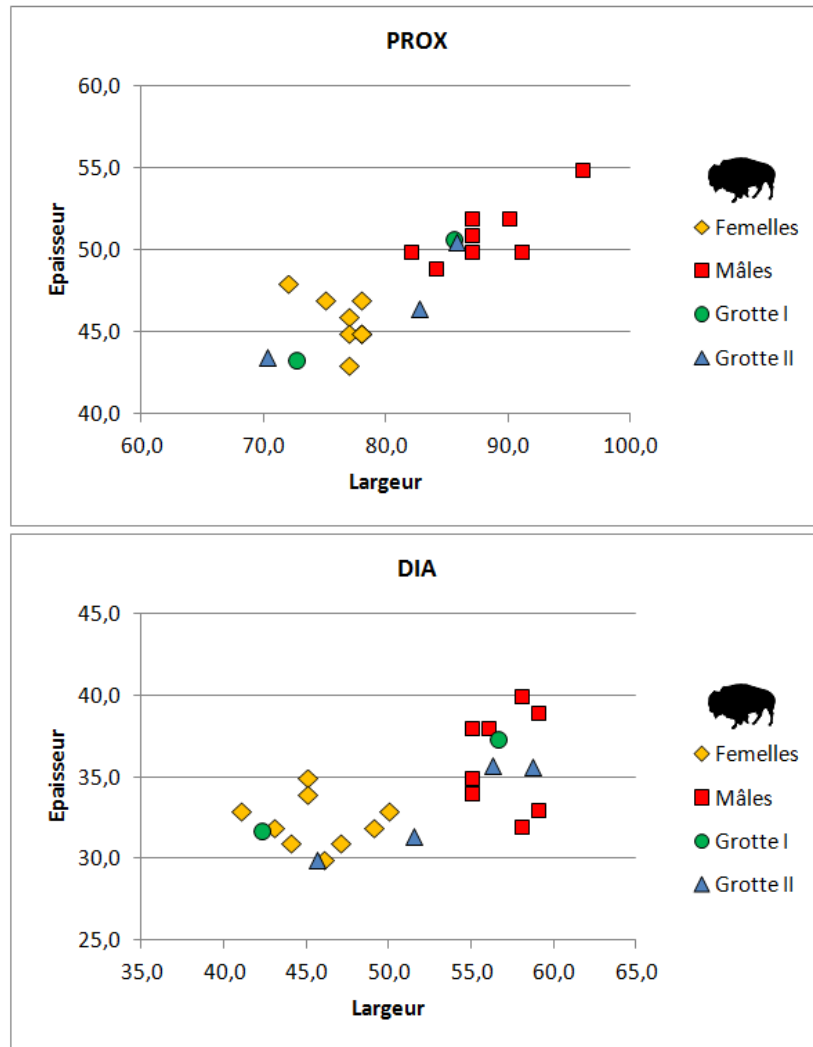 PROX
60,0
55,0
50,0
45,0
40,0
Epaisseur
60,0 70,0 80,0 90,0 100,0
Largeur
Femelles
Mâles
Grotte I
Grotte II
DIA
45,0
40,0
35,0
30,0
25,0
Epaisseur
35,0 40,0 45,0 50,0 55,0 60,0 65,0
Largeur
Femelles
Mâles
Grotte I
Grotte II